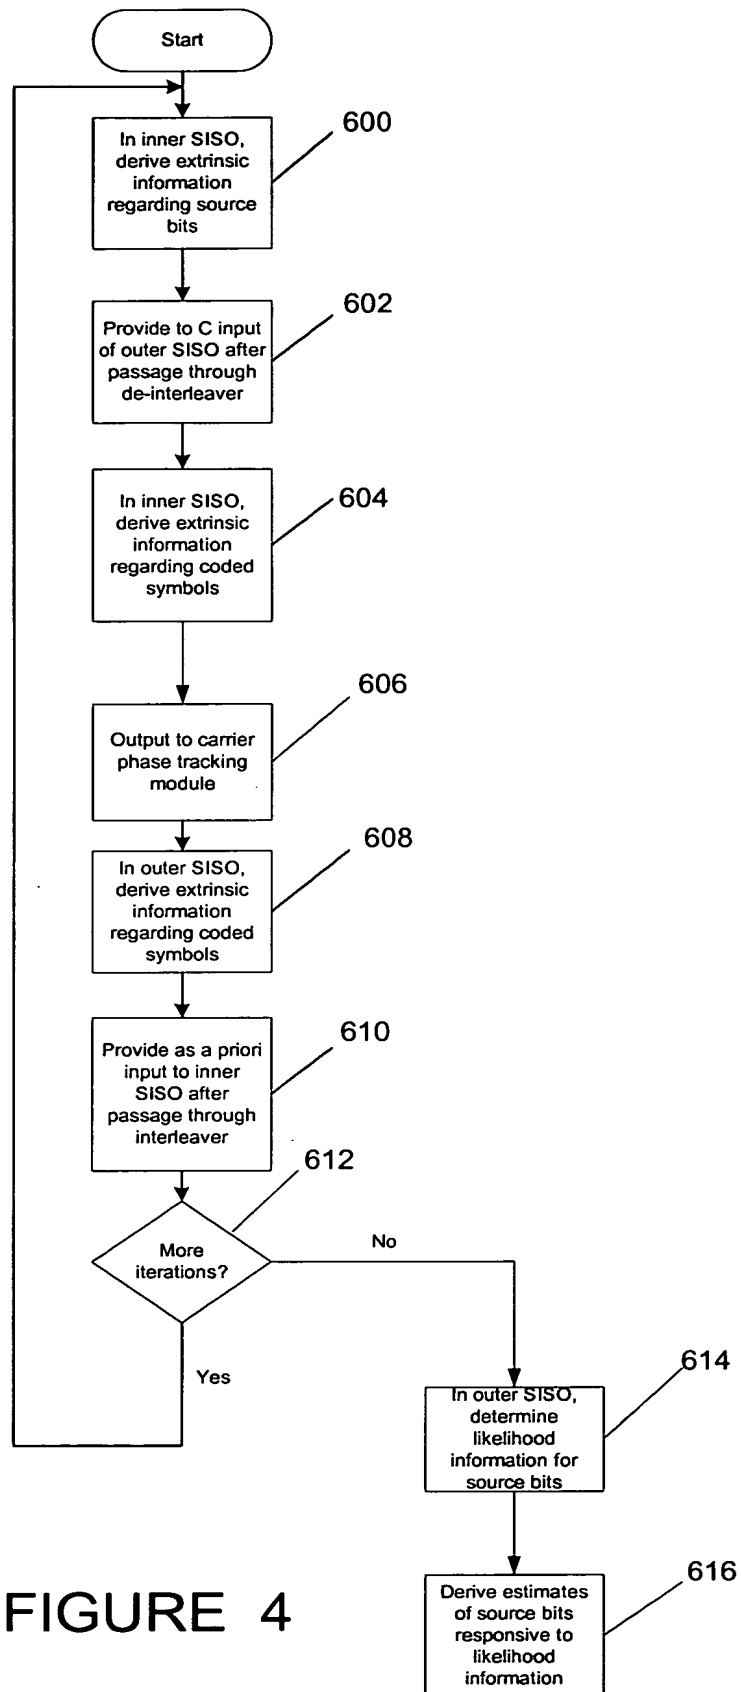 Start
In inner SISO,
derive extrinsic
information
regarding source
bits
600
Provide to C input
of outer SISO after
passage through
de-interleaver
602
In inner SISO,
derive extrinsic
information
regarding coded
symbols
604
Output to carrier
phase tracking
module
606
In outer SISO,
derive extrinsic
information
regarding coded
symbols
608
Provide as a priori
input to inner
SISO after
passage through
interleaver
610
More
iterations?
612
No
Yes
In outer SISO,
determine
likelihood
information for
source bits
614
Derive estimates
of source bits
responsive to
likelihood
information
616
FIGURE 4